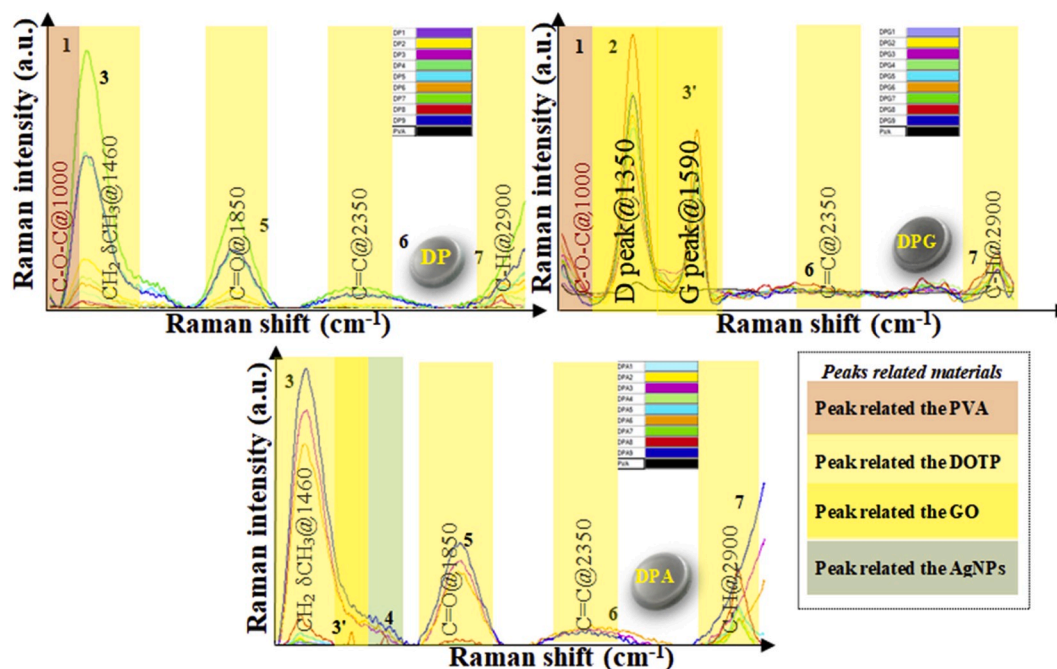 Raman intensity (a.u.)
1
3
5
6
7
C-O-C@1000
CH2 δCH3@1460
C=O@1850
C=C@2350
C-H@2900
DP1
DP2
DP3
DP4
DP5
DP6
DP7
DP8
DP9
PVA
DP
Raman shift (cm-1)
Raman intensity (a.u.)
1
2
3'
6
7
C-O-C@1000
D peak@1350
G peak@1590
C=C@2350
C-H@2900
DPG1
DPG2
DPG3
DPG4
DPG5
DPG6
DPG7
DPG8
DPG9
PVA
DPG
Raman shift (cm-1)
Raman intensity (a.u.)
3
3'
4
5
6
7
CH2 δCH3@1460
C=O@1850
C=C@2350
C-H@2900
DPA1
DPA2
DPA3
DPA4
DPA5
DPA6
DPA7
DPA8
DPA9
PVA
DPA
Raman shift (cm-1)
Peaks related materials
Peak related the PVA
Peak related the DOTP
Peak related the GO
Peak related the AgNPs